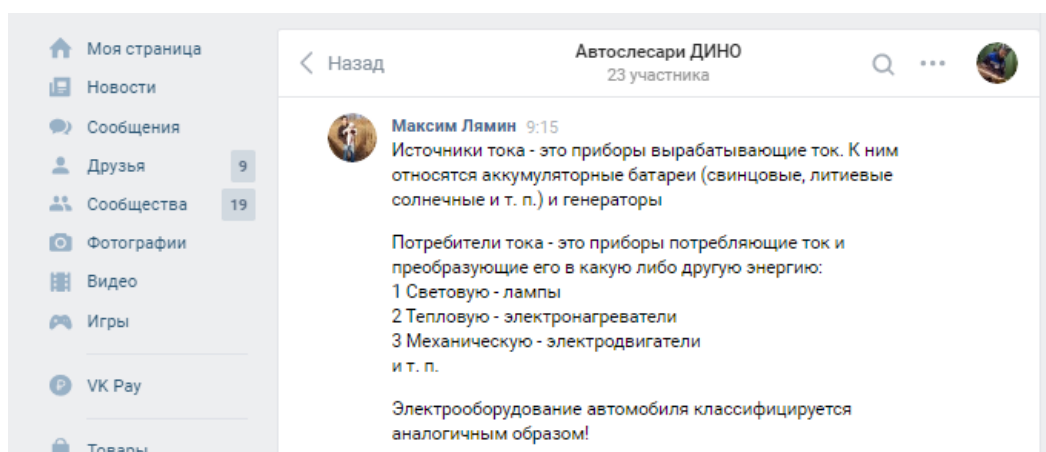 Моя страница
Новости
Сообщения
Друзья 9
Сообщества 19
Фотографии
Видео
Игры
VK Pay
Товары
Назад
Автослесари ДИНО
23 участника
Максим Лямин 9:15
Источники тока - это приборы вырабатывающие ток. К ним
относятся аккумуляторные батареи (свинцовые, литиевые
солнечные и т. п.) и генераторы
Потребители тока - это приборы потребляющие ток и
преобразующие его в какую либо другую энергию:
1 Световую - лампы
2 Тепловую - электронагреватели
3 Механическую - электродвигатели
и т. п.
Электрооборудование автомобиля классифицируется
аналогичным образом!